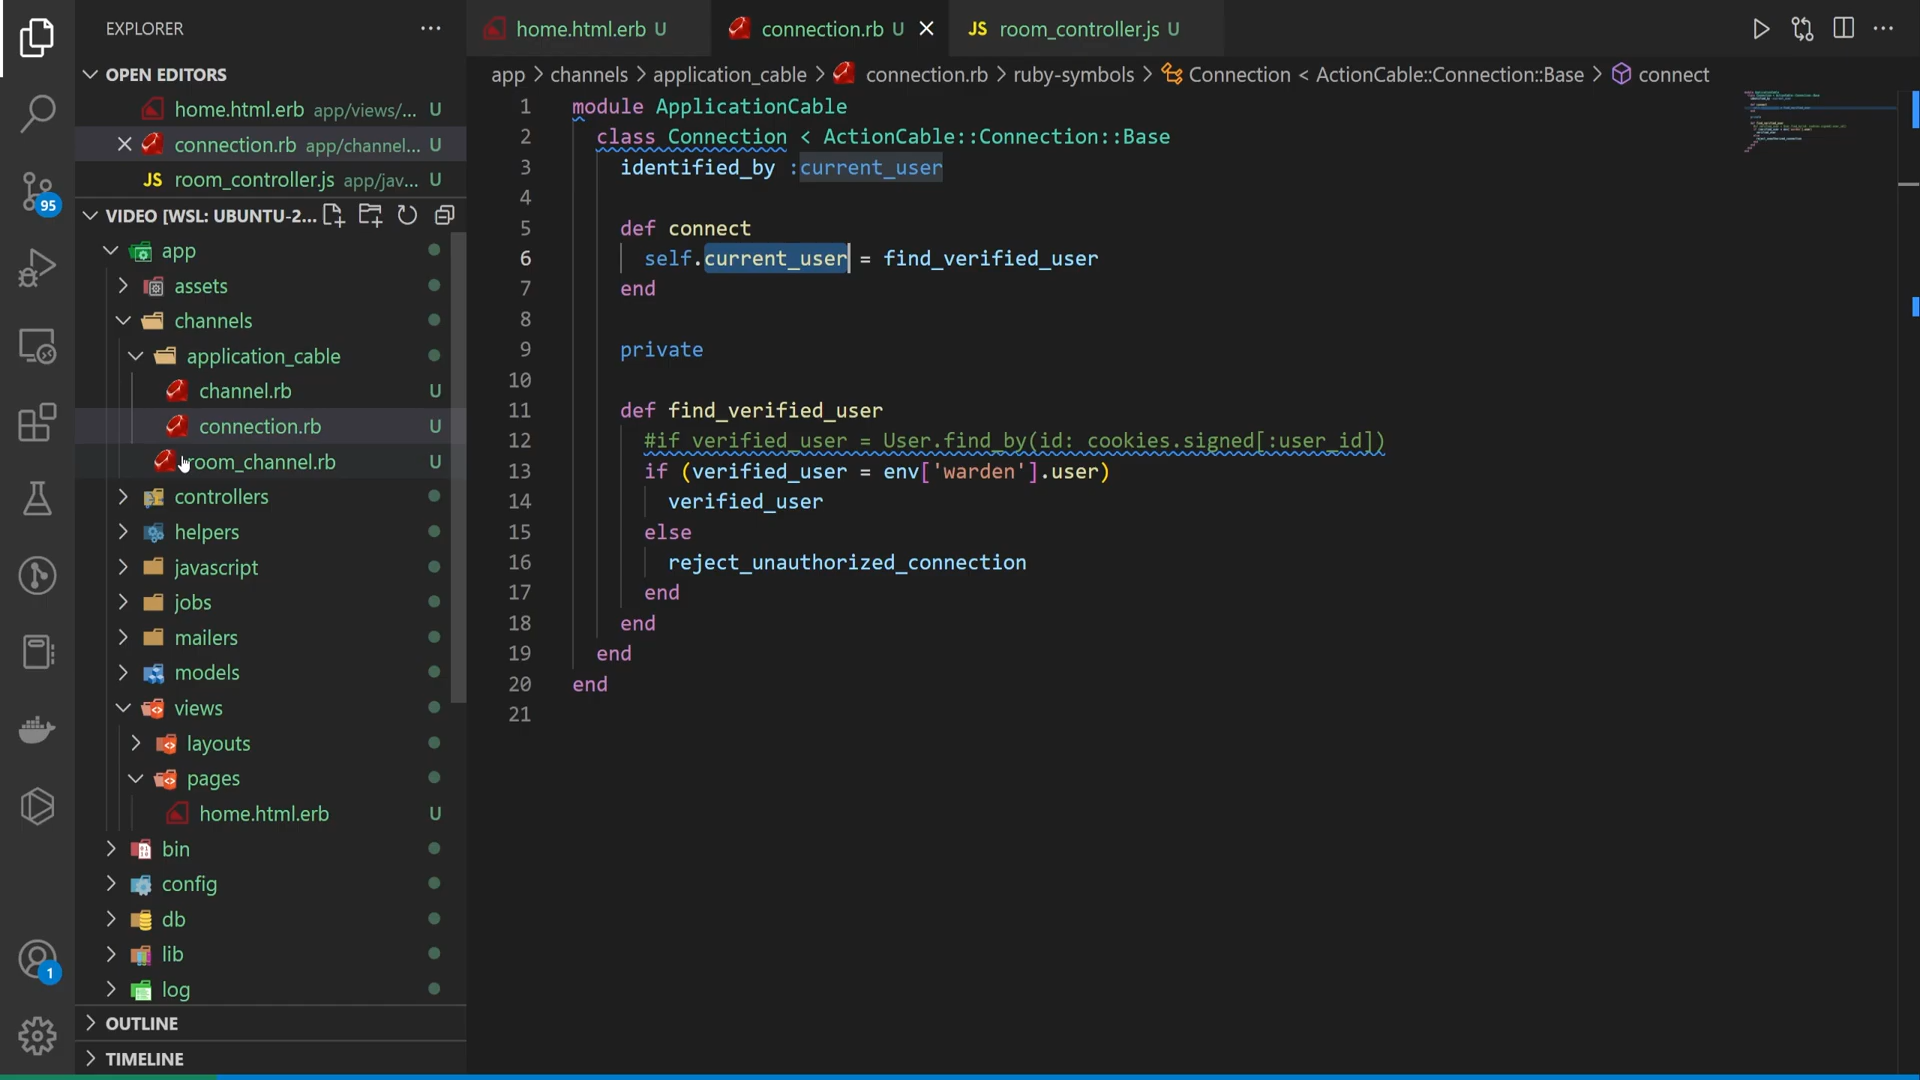 EXPLORER
OPEN EDITORS
home.html.erb app/views/... U
connection.rb app/channel... U
JS room_controller.js app/jav... U
VIDEO [WSL: UBUNTU-2...
app
assets
channels
application_cable
channel.rb U
connection.rb U
room_channel.rb U
controllers
helpers
javascript
jobs
mailers
models
views
layouts
pages
home.html.erb U
bin
config
db
lib
log
OUTLINE
TIMELINE
95
1
home.html.erb U
connection.rb U
JS room_controller.js U
app > channels > application_cable > connection.rb > ruby-symbols > Connection < ActionCable::Connection::Base > connect
1 module ApplicationCable
2 class Connection < ActionCable::Connection::Base
3 identified_by :current_user
4
5 def connect
6 self.current_user = find_verified_user
7 end
8
9 private
10
11 def find_verified_user
12 #if verified_user = User.find_by(id: cookies.signed[:user_id])
13 if (verified_user = env['warden'].user)
14 verified_user
15 else
16 reject_unauthorized_connection
17 end
18 end
19 end
20 end
21